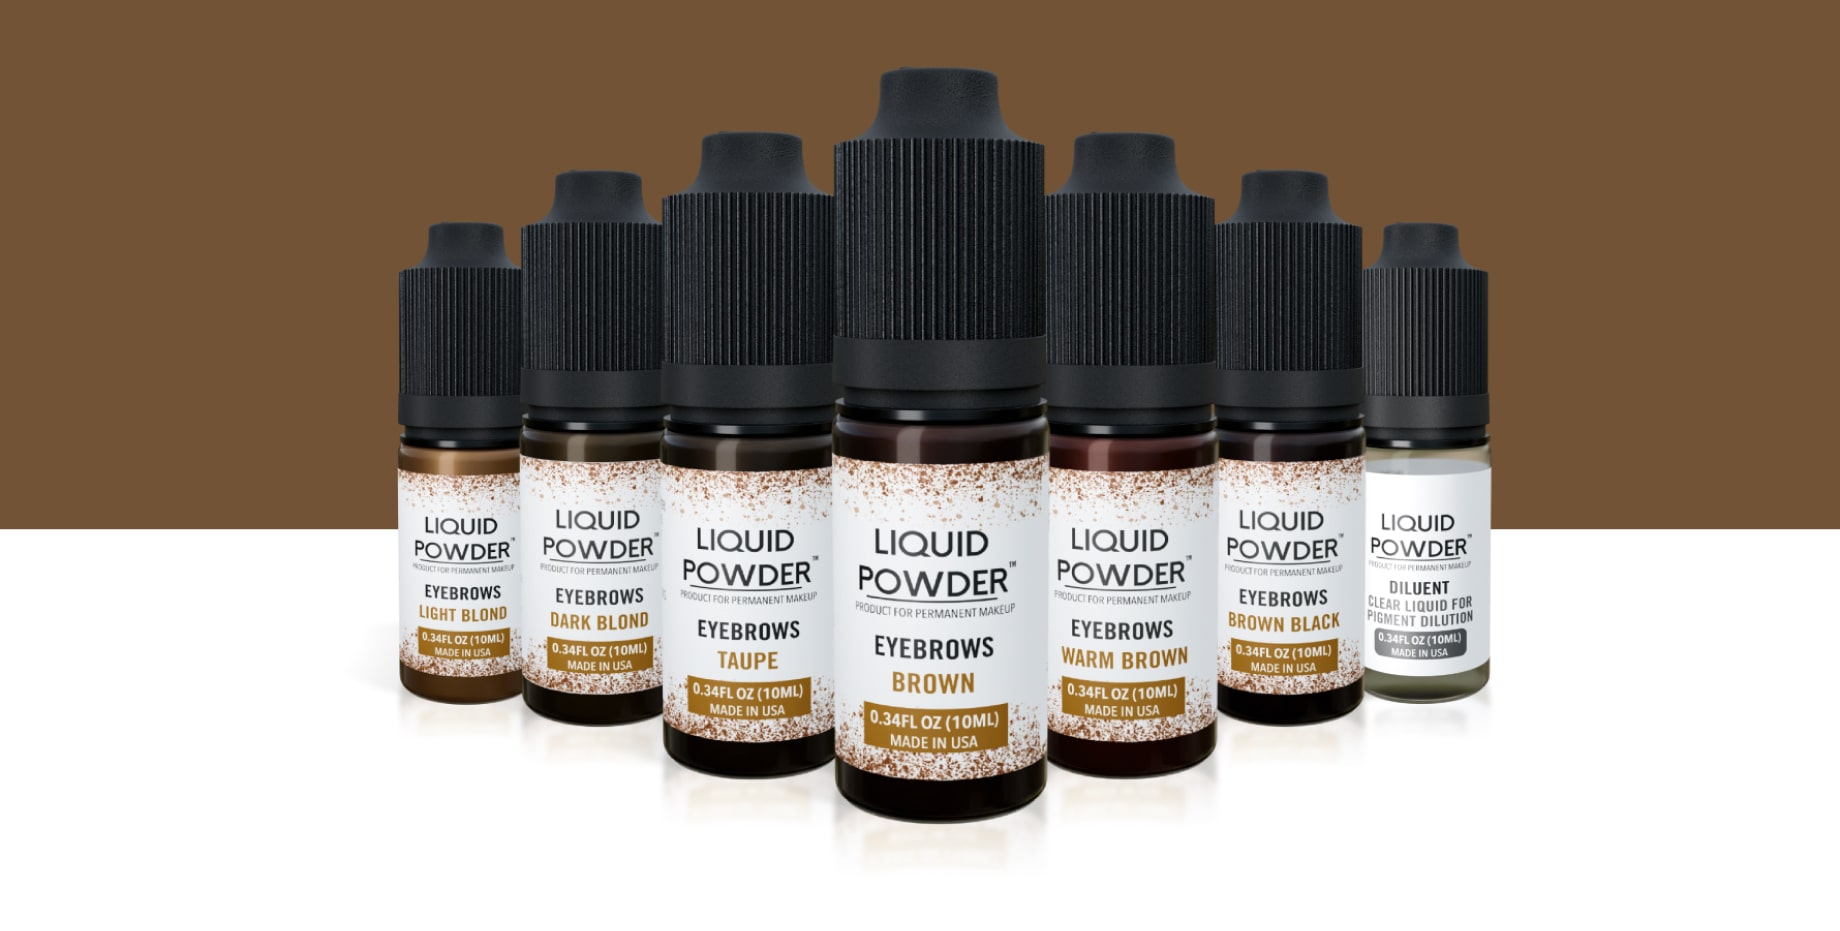 LIQUID
POWDER™
PRODUCT FOR PERMANENT MAKEUP
EYEBROWS
LIGHT BLOND
0.34FL OZ (10ML)
MADE IN USA
LIQUID
POWDER™
PRODUCT FOR PERMANENT MAKEUP
EYEBROWS
DARK BLOND
0.34FL OZ (10ML)
MADE IN USA
LIQUID
POWDER™
PRODUCT FOR PERMANENT MAKEUP
EYEBROWS
TAUPE
0.34FL OZ (10ML)
MADE IN USA
LIQUID
POWDER™
PRODUCT FOR PERMANENT MAKEUP
EYEBROWS
BROWN
0.34FL OZ (10ML)
MADE IN USA
LIQUID
POWDER™
PRODUCT FOR PERMANENT MAKEUP
EYEBROWS
WARM BROWN
0.34FL OZ (10ML)
MADE IN USA
LIQUID
POWDER™
PRODUCT FOR PERMANENT MAKEUP
EYEBROWS
BROWN BLACK
0.34FL OZ (10ML)
MADE IN USA
LIQUID
POWDER™
PRODUCT FOR PERMANENT MAKEUP
DILUENT
CLEAR LIQUID FOR
PIGMENT DILUTION
0.34FL OZ (10ML)
MADE IN USA